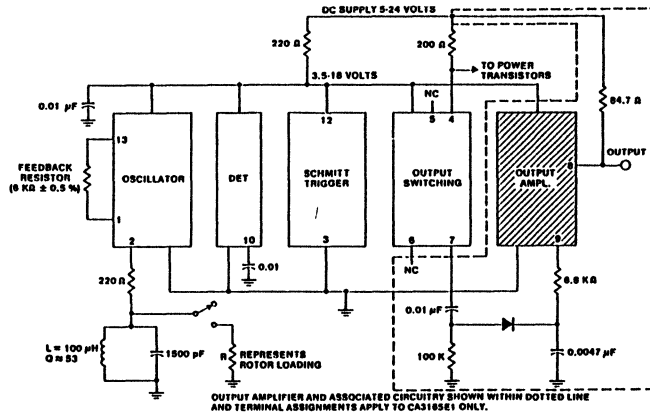 DC SUPPLY 5-24 VOLTS
220 Ω
200 Ω
TO POWER
TRANSISTORS
3.5-18 VOLTS
NC
0.01 µF
84.7 Ω
13
12
5
4
FEEDBACK
RESISTOR
(6 KΩ ± 0.5 %)
OSCILLATOR
DET
SCHMITT
TRIGGER
OUTPUT
SWITCHING
OUTPUT
AMPL.
8
OUTPUT
1
2
10
3
6
7
9
220 Ω
0.01
NC
6.8 KΩ
0.01 µF
L = 100 µH
Q ≈ 53
1500 pF
R
REPRESENTS
ROTOR LOADING
100 K
0.0047 µF
OUTPUT AMPLIFIER AND ASSOCIATED CIRCUITRY SHOWN WITHIN DOTTED LINE
AND TERMINAL ASSIGNMENTS APPLY TO CA3165E1 ONLY.